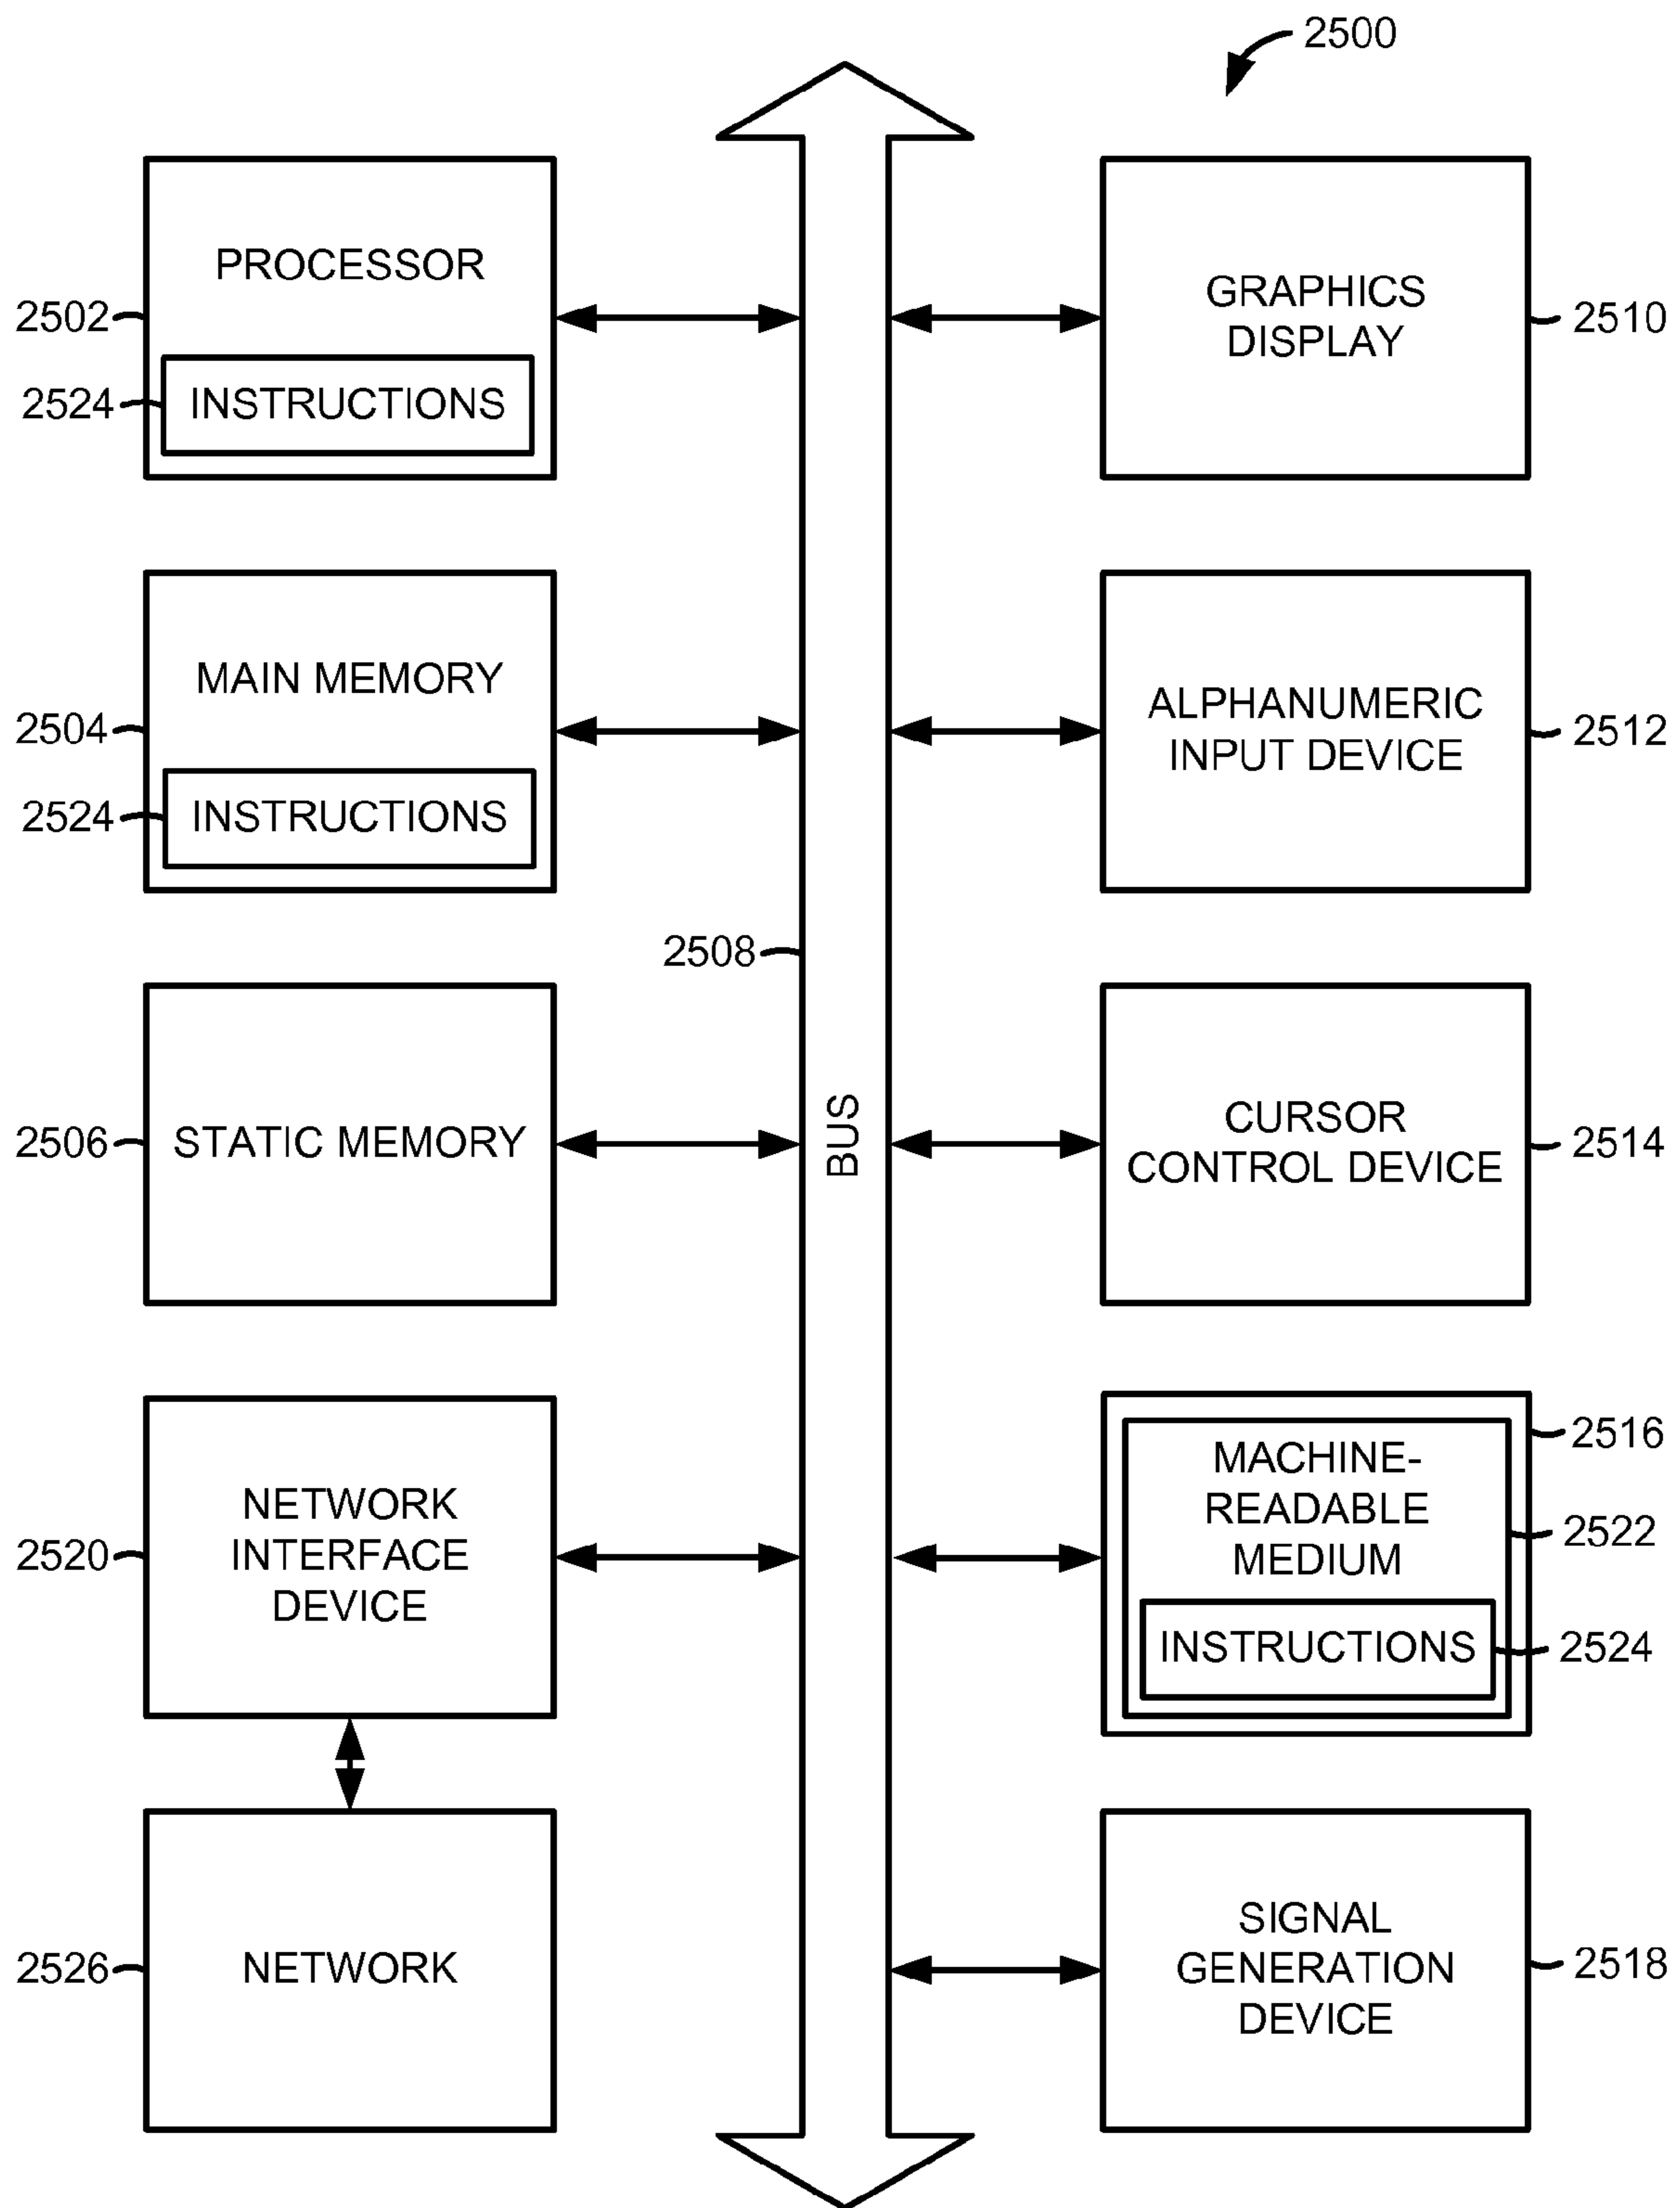 2500
PROCESSOR
2502
2524
INSTRUCTIONS
GRAPHICS
DISPLAY
2510
MAIN MEMORY
2504
2524
INSTRUCTIONS
ALPHANUMERIC
INPUT DEVICE
2512
2508
BUS
2506
STATIC MEMORY
CURSOR
CONTROL DEVICE
2514
NETWORK
INTERFACE
DEVICE
2520
2516
MACHINE-
READABLE
MEDIUM
2522
INSTRUCTIONS
2524
2526
NETWORK
SIGNAL
GENERATION
DEVICE
2518